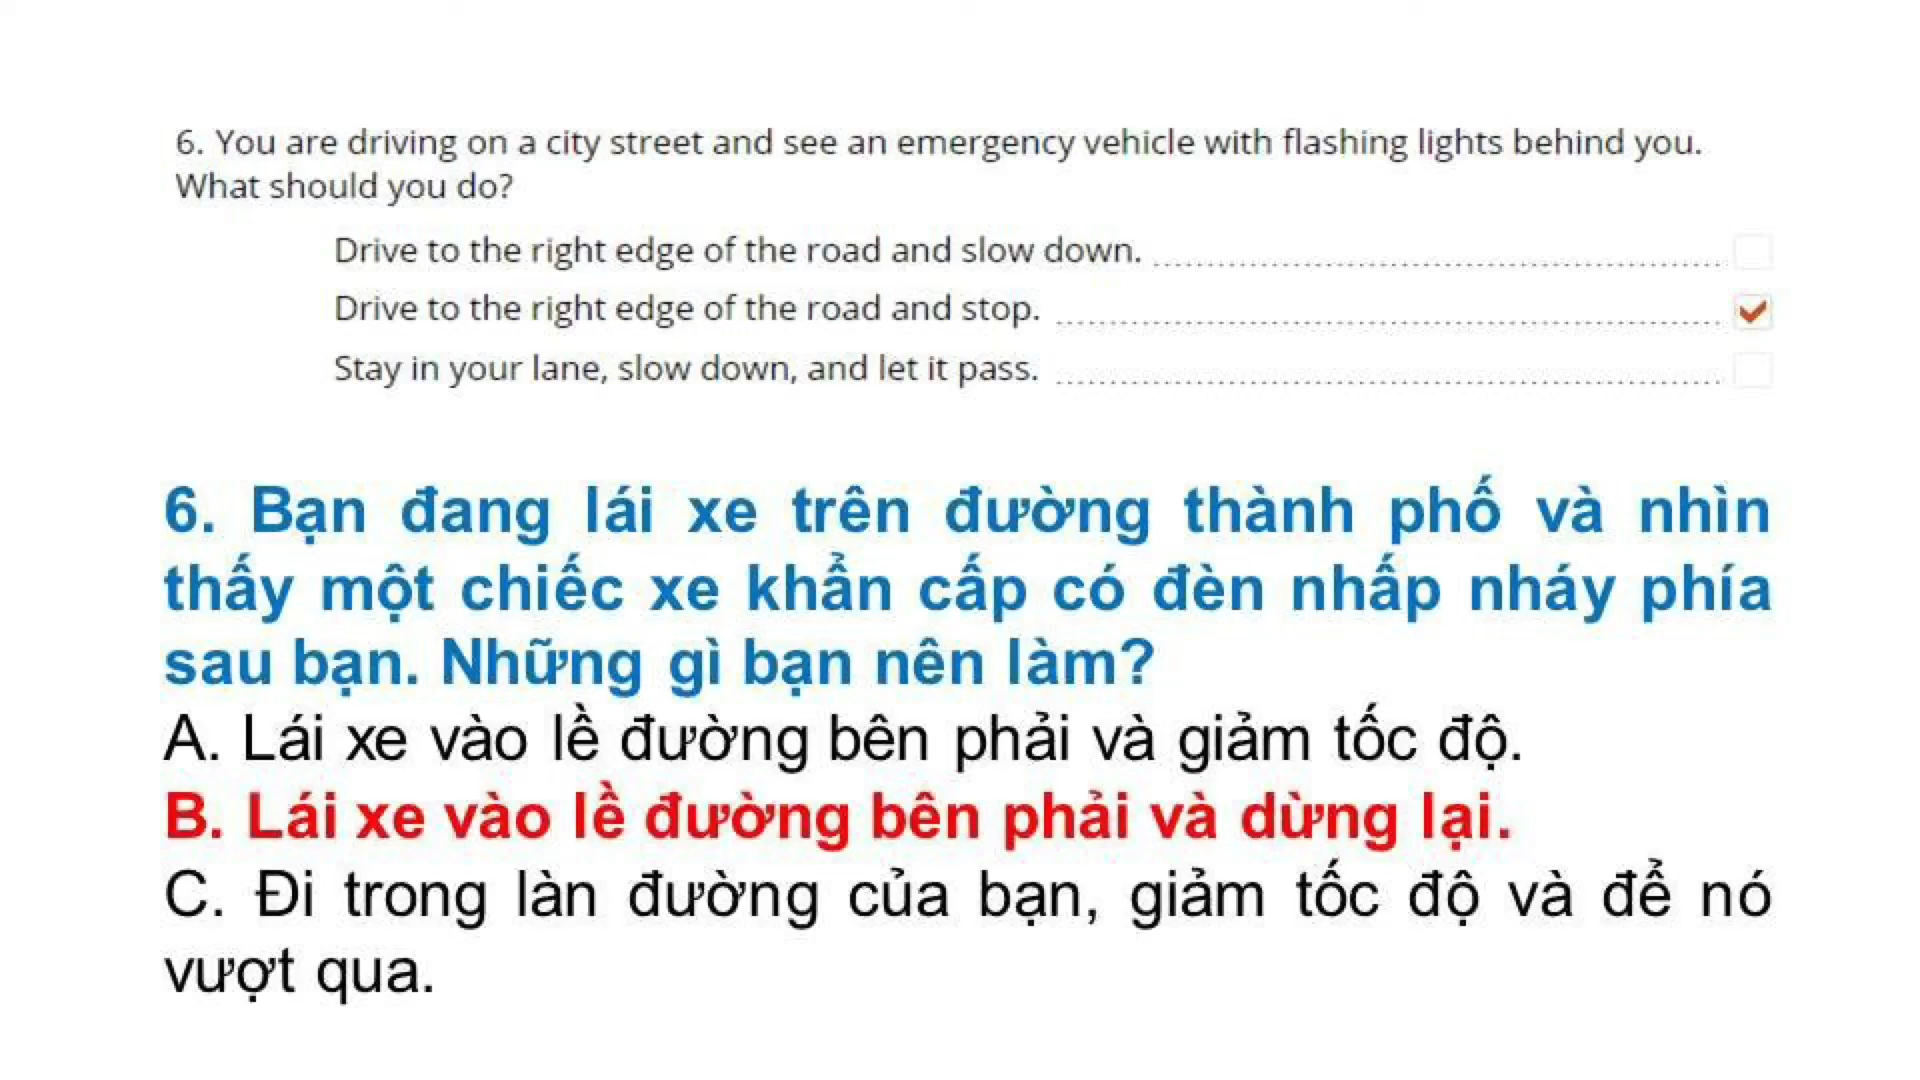 6. You are driving on a city street and see an emergency vehicle with flashing lights behind you.
What should you do?
Drive to the right edge of the road and slow down.
Drive to the right edge of the road and stop.
Stay in your lane, slow down, and let it pass.
6. Bạn đang lái xe trên đường thành phố và nhìn
thấy một chiếc xe khẩn cấp có đèn nhấp nháy phía
sau bạn. Những gì bạn nên làm?
A. Lái xe vào lề đường bên phải và giảm tốc độ.
B. Lái xe vào lề đường bên phải và dừng lại.
C. Đi trong làn đường của bạn, giảm tốc độ và để nó
vượt qua.